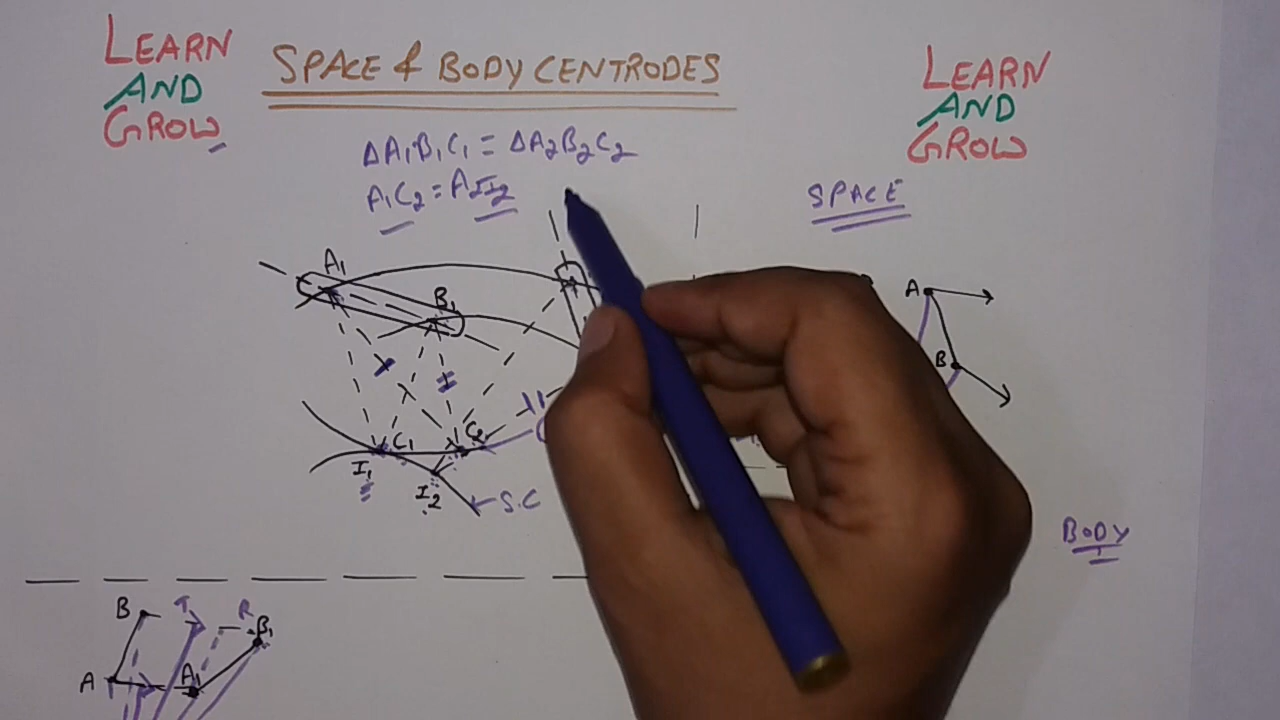 LEARN
AND
GROW
SPACE & BODY CENTRODES
LEARN
AND
GROW
ΔA₁B₁C₁ = ΔA₂B₂C₂
A₁C₂ = A₂I₂
SPACE
A₁
B₁
A
B
C₁
C₂
I₁
I₂
S.C
BODY
B
T
R
B₁
A
A₁